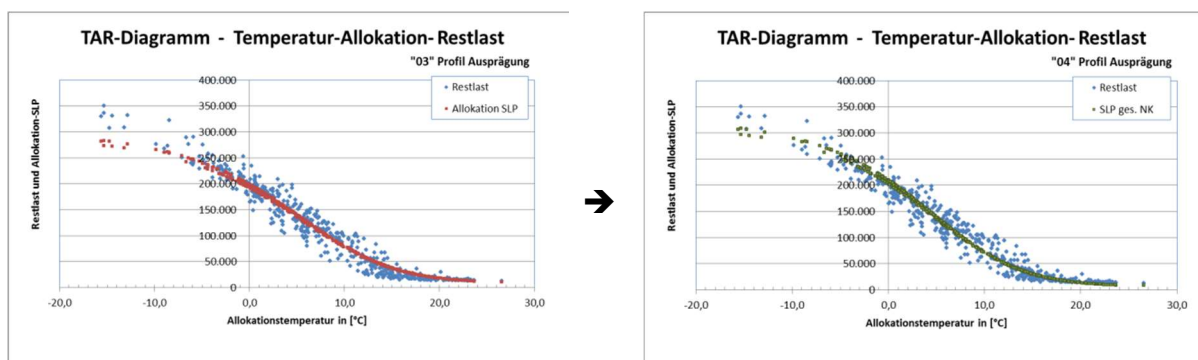 TAR-Diagramm - Temperatur-Allokation-Restlast
"03" Profil Ausprägung
Restlast und Allokation-SLP
400.000
350.000
300.000
250.000
200.000
150.000
100.000
50.000
0
Restlast
Allokation SLP
-20,0
-10,0
0,0
10,0
20,0
30,0
Allokationstemperatur in [°C]
➔
TAR-Diagramm - Temperatur-Allokation-Restlast
"04" Profil Ausprägung
Restlast und Allokation-SLP
400.000
350.000
300.000
250.000
200.000
150.000
100.000
50.000
0
Restlast
SLP ges. NK
-20,0
-10,0
0,0
10,0
20,0
30,0
Allokationstemperatur in [°C]